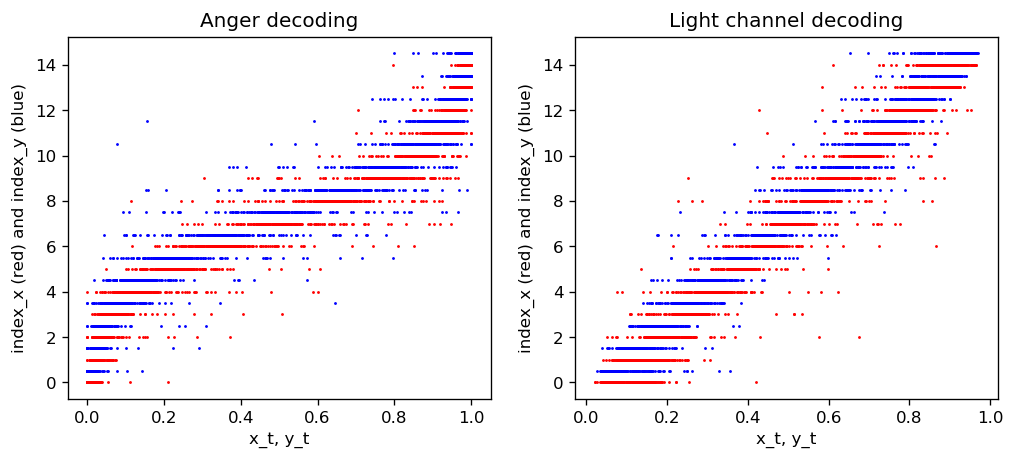 Anger decoding
index_x (red) and index_y (blue)
14
12
10
8
6
4
2
0
0.0 0.2 0.4 0.6 0.8 1.0
x_t, y_t
Light channel decoding
index_x (red) and index_y (blue)
14
12
10
8
6
4
2
0
0.0 0.2 0.4 0.6 0.8 1.0
x_t, y_t